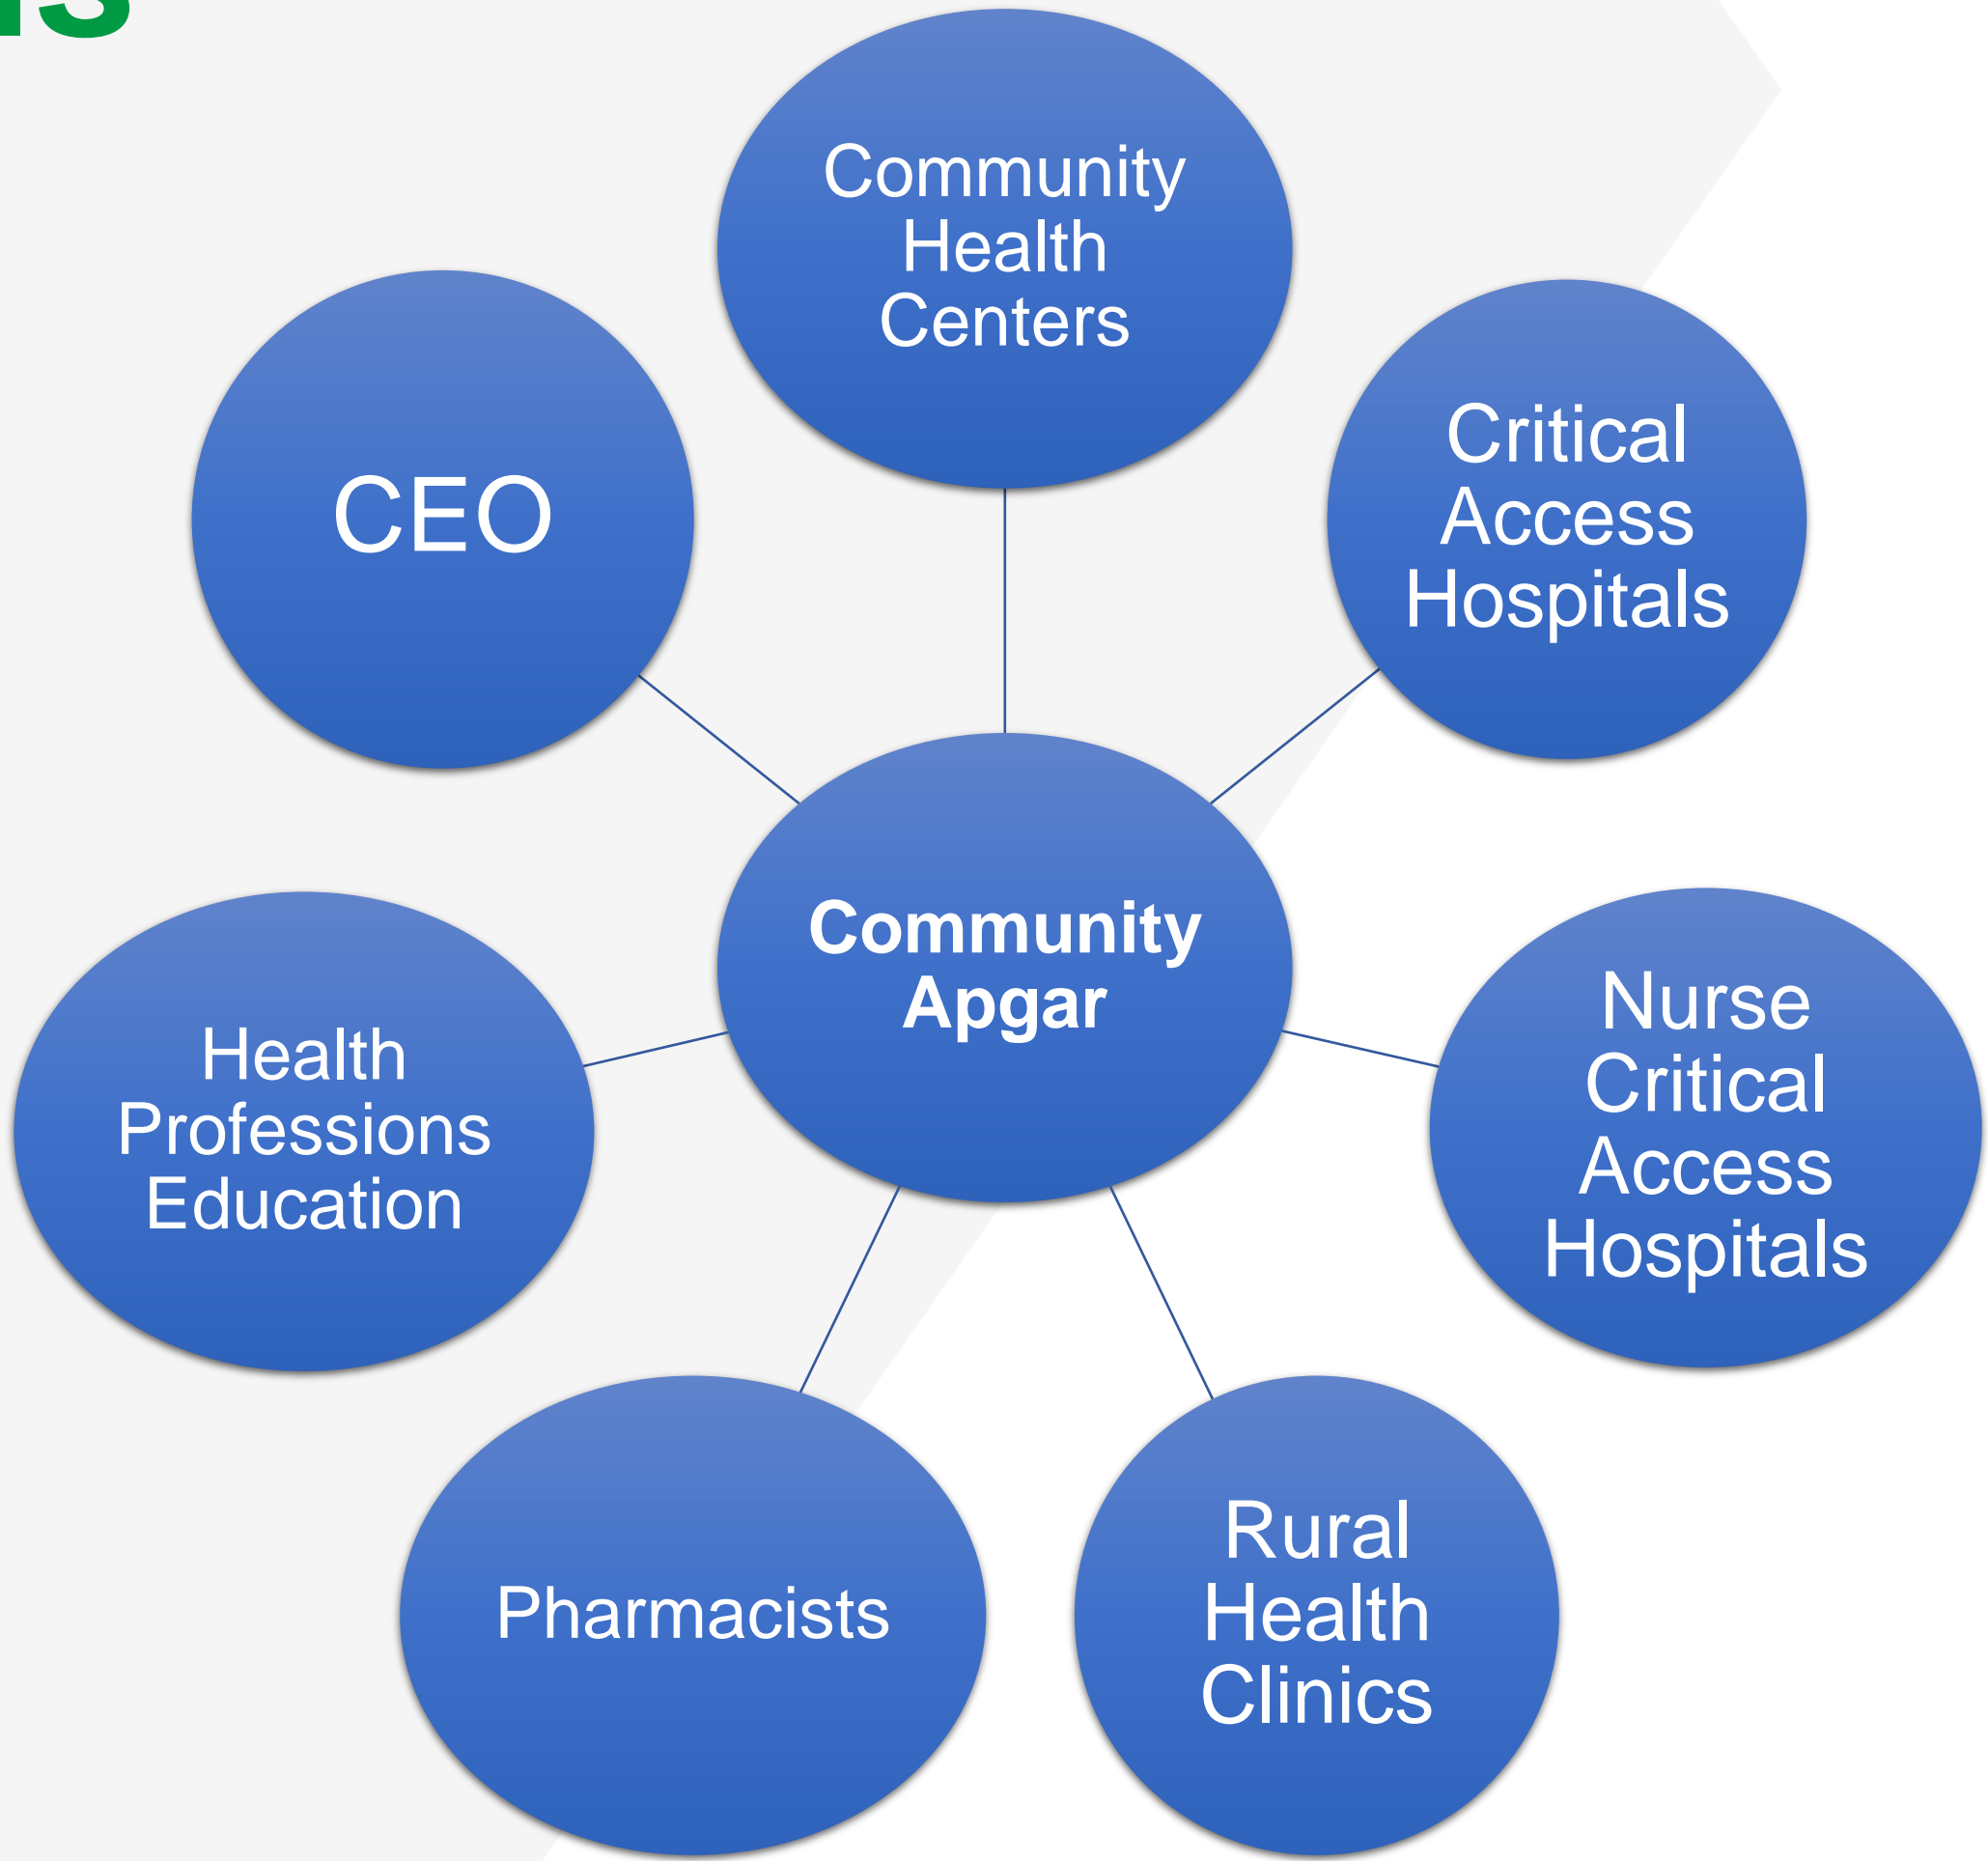 Community
Health
Centers
Critical
Access
Hospitals
Nurse
Critical
Access
Hospitals
Rural
Health
Clinics
Pharmacists
Health
Professions
Education
CEO
Community
Apgar